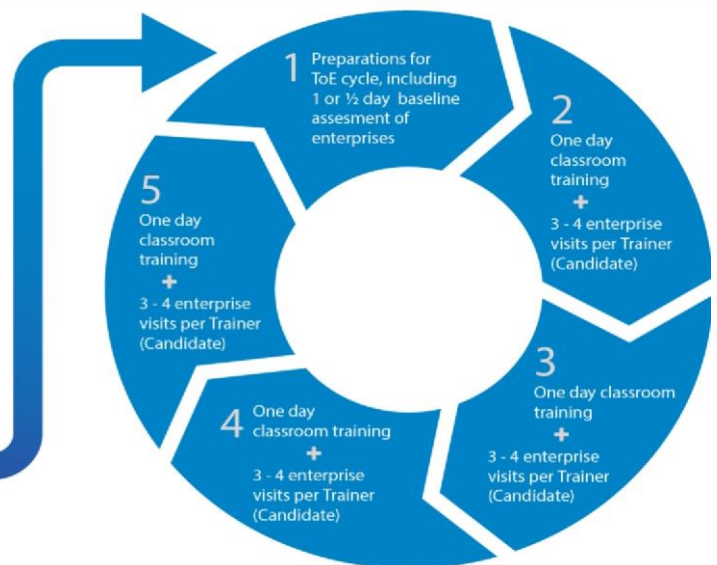 1
Preparations for
ToE cycle, including
1 or ½ day baseline
assesment of
enterprises
2
One day
classroom
training
+
3 - 4 enterprise
visits per Trainer
(Candidate)
3
One day classroom
training
+
3 - 4 enterprise
visits per Trainer
(Candidate)
4
One day
classroom training
+
3 - 4 enterprise
visits per Trainer
(Candidate)
5
One day
classroom
training
+
3 - 4 enterprise
visits per Trainer
(Candidate)